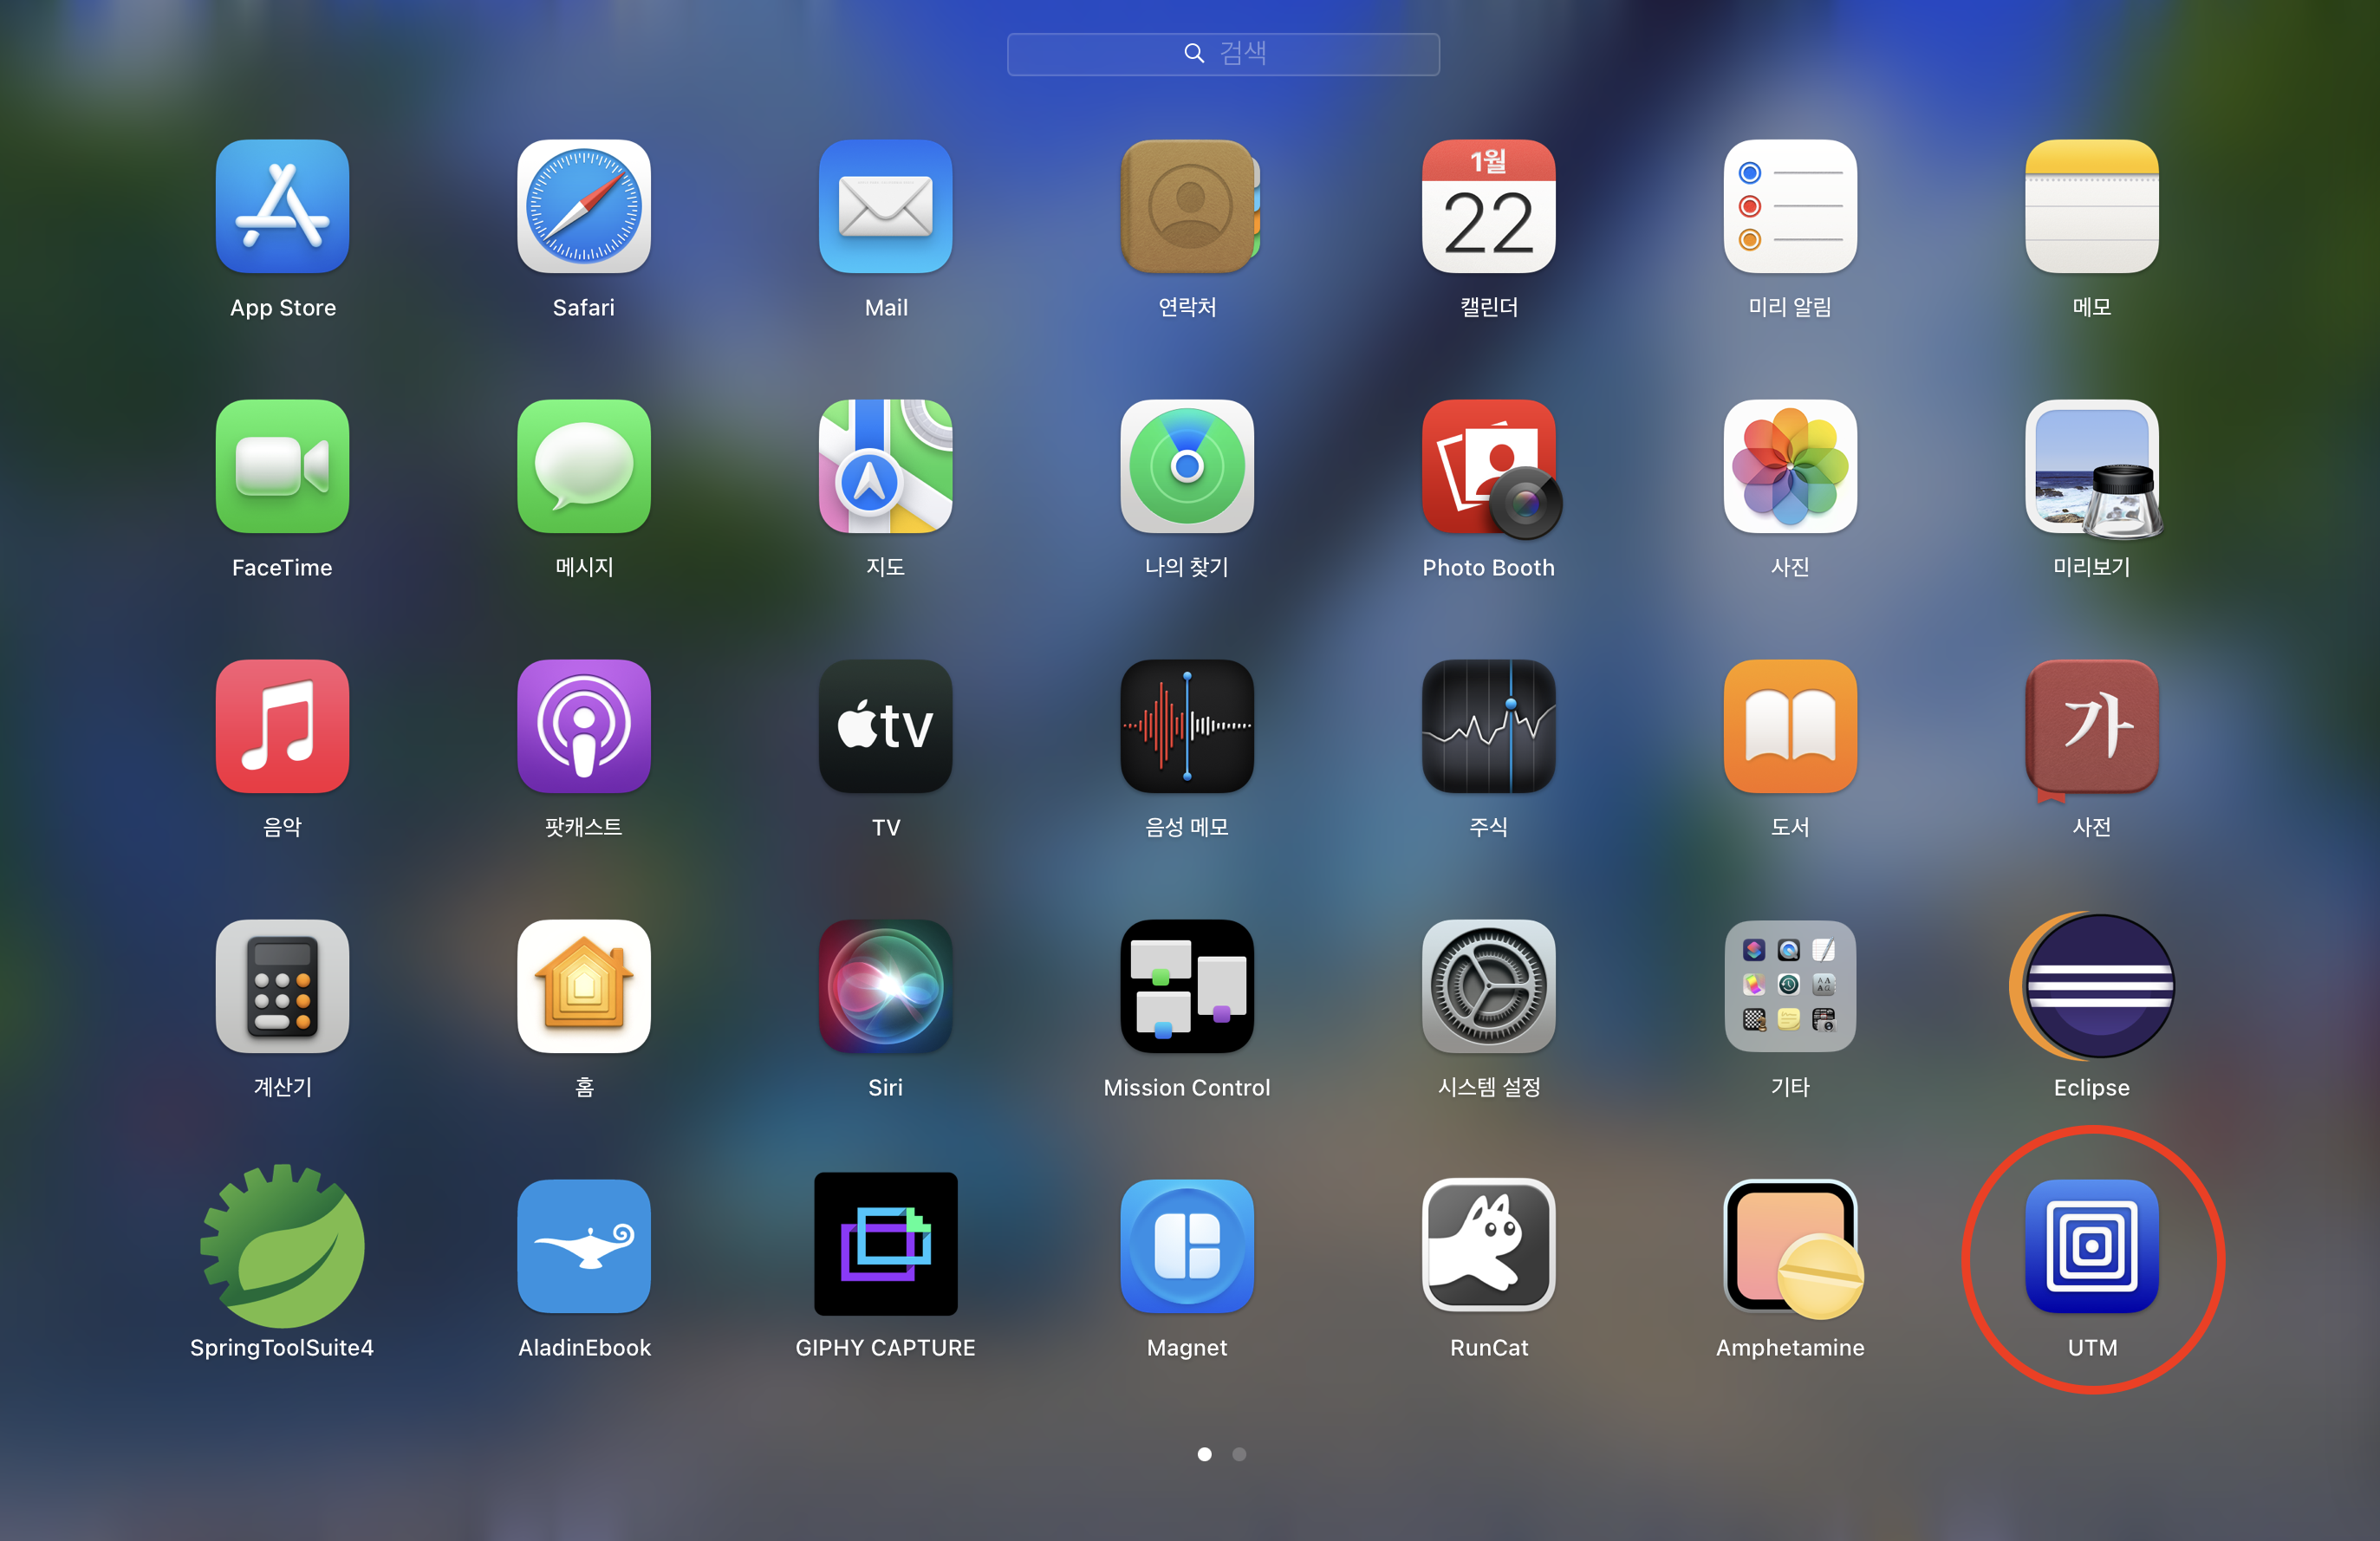 검색
1월
22
App Store
Safari
Mail
연락처
캘린더
미리 알림
메모
FaceTime
메시지
지도
나의 찾기
Photo Booth
사진
미리보기
tv
가
음악
팟캐스트
TV
음성 메모
주식
도서
사전
계산기
홈
Siri
Mission Control
시스템 설정
기타
Eclipse
SpringToolSuite4
AladinEbook
GIPHY CAPTURE
Magnet
RunCat
Amphetamine
UTM